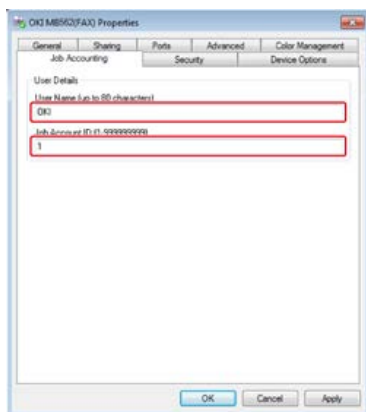 OKI MB562(FAX) Properties
General Sharing Ports Advanced Color Management
Job Accounting Security Device Options
User Details
User Name (up to 80 characters)
OKI
Job Account ID (1-999999999)
1
OK Cancel Apply